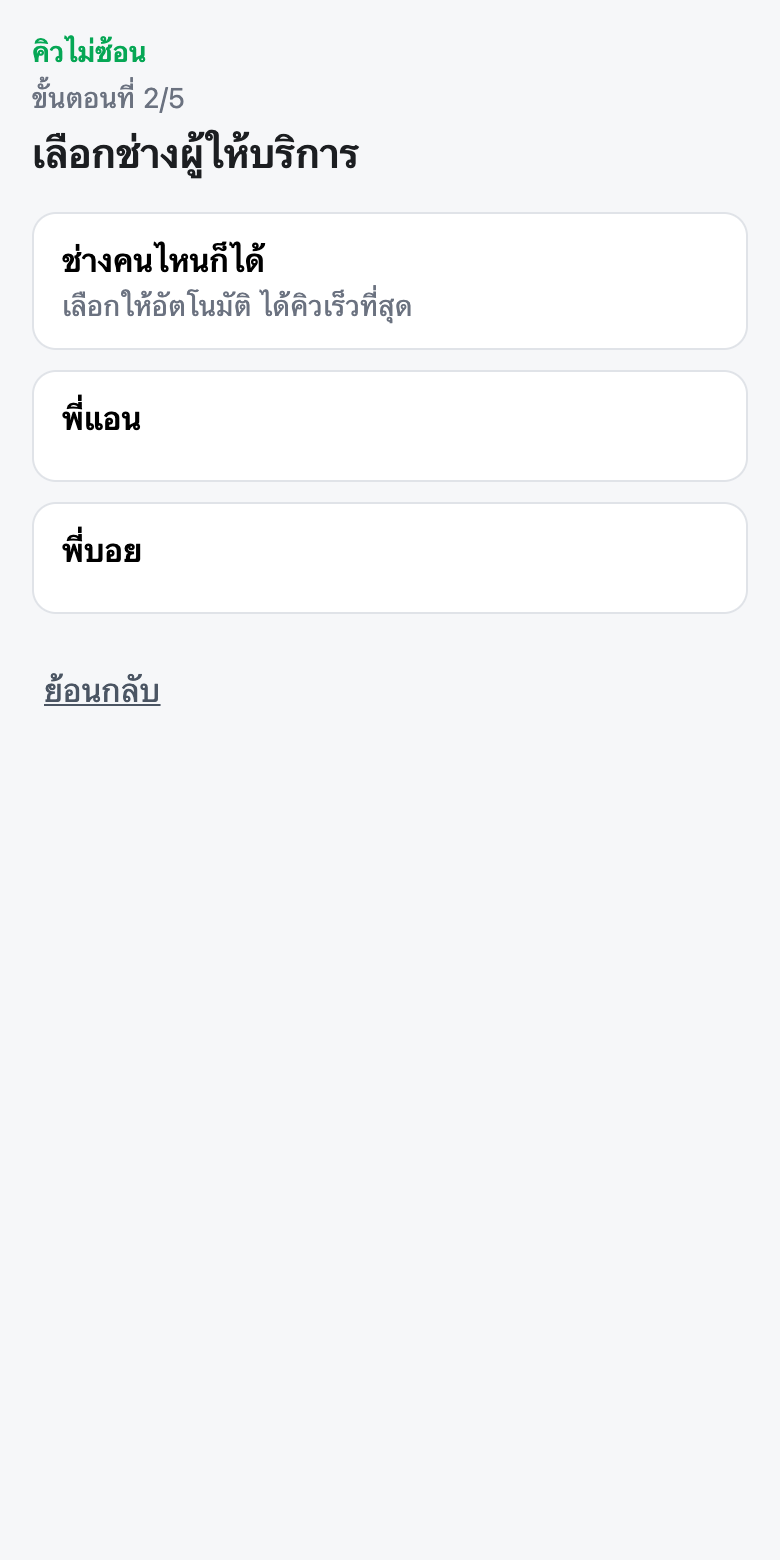 คิวไม่ซ้อน
ขั้นตอนที่ 2/5
เลือกช่างผู้ให้บริการ
ช่างคนไหนก็ได้
เลือกให้อัตโนมัติ ได้คิวเร็วที่สุด
พี่แอน
พี่บอย
ย้อนกลับ